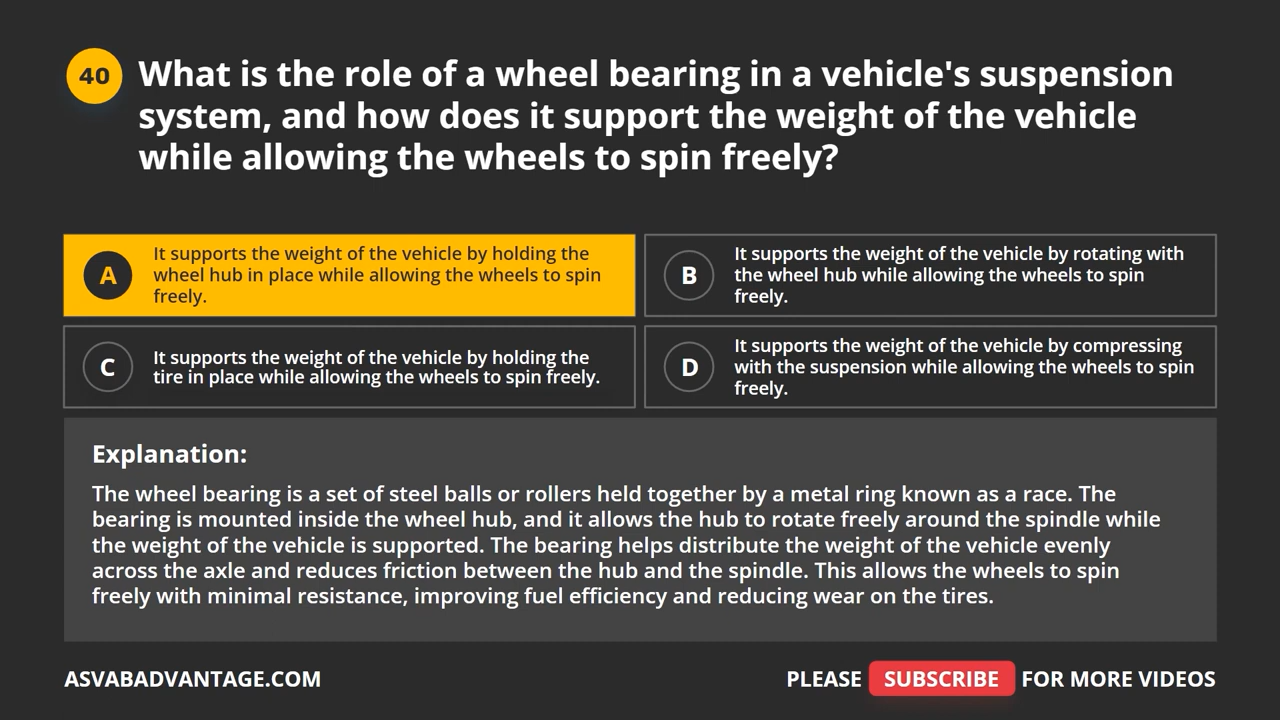 40
What is the role of a wheel bearing in a vehicle's suspension
system, and how does it support the weight of the vehicle
while allowing the wheels to spin freely?
A
It supports the weight of the vehicle by holding the
wheel hub in place while allowing the wheels to spin
freely.
B
It supports the weight of the vehicle by rotating with
the wheel hub while allowing the wheels to spin
freely.
C
It supports the weight of the vehicle by holding the
tire in place while allowing the wheels to spin freely.
D
It supports the weight of the vehicle by compressing
with the suspension while allowing the wheels to spin
freely.
Explanation:
The wheel bearing is a set of steel balls or rollers held together by a metal ring known as a race. The
bearing is mounted inside the wheel hub, and it allows the hub to rotate freely around the spindle while
the weight of the vehicle is supported. The bearing helps distribute the weight of the vehicle evenly
across the axle and reduces friction between the hub and the spindle. This allows the wheels to spin
freely with minimal resistance, improving fuel efficiency and reducing wear on the tires.
ASVABADVANTAGE.COM
PLEASE SUBSCRIBE FOR MORE VIDEOS